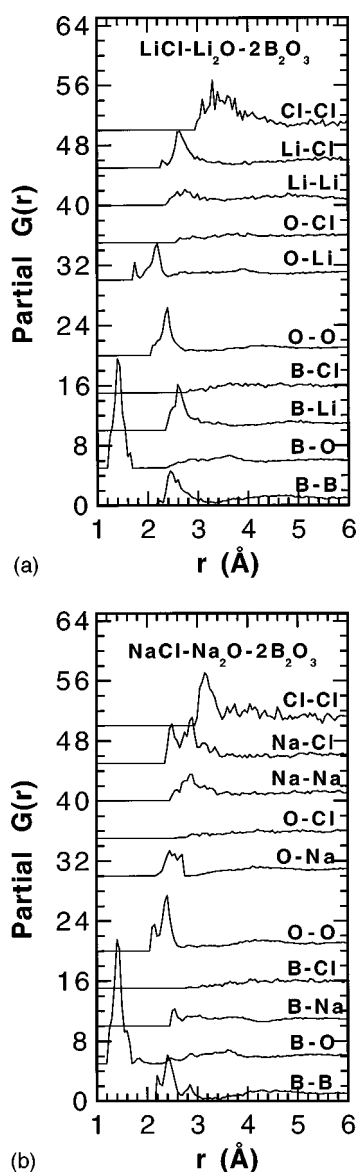 LiCl-Li₂O-2B₂O₃
64
56
48
40
32
24
16
8
0
Partial G(r)
Cl-Cl
Li-Cl
Li-Li
O-Cl
O-Li
O-O
B-Cl
B-Li
B-O
B-B
1 2 3 4 5 6
(a)
r (Å)
NaCl-Na₂O-2B₂O₃
64
56
48
40
32
24
16
8
0
Partial G(r)
Cl-Cl
Na-Cl
Na-Na
O-Cl
O-Na
O-O
B-Cl
B-Na
B-O
B-B
1 2 3 4 5 6
(b)
r (Å)